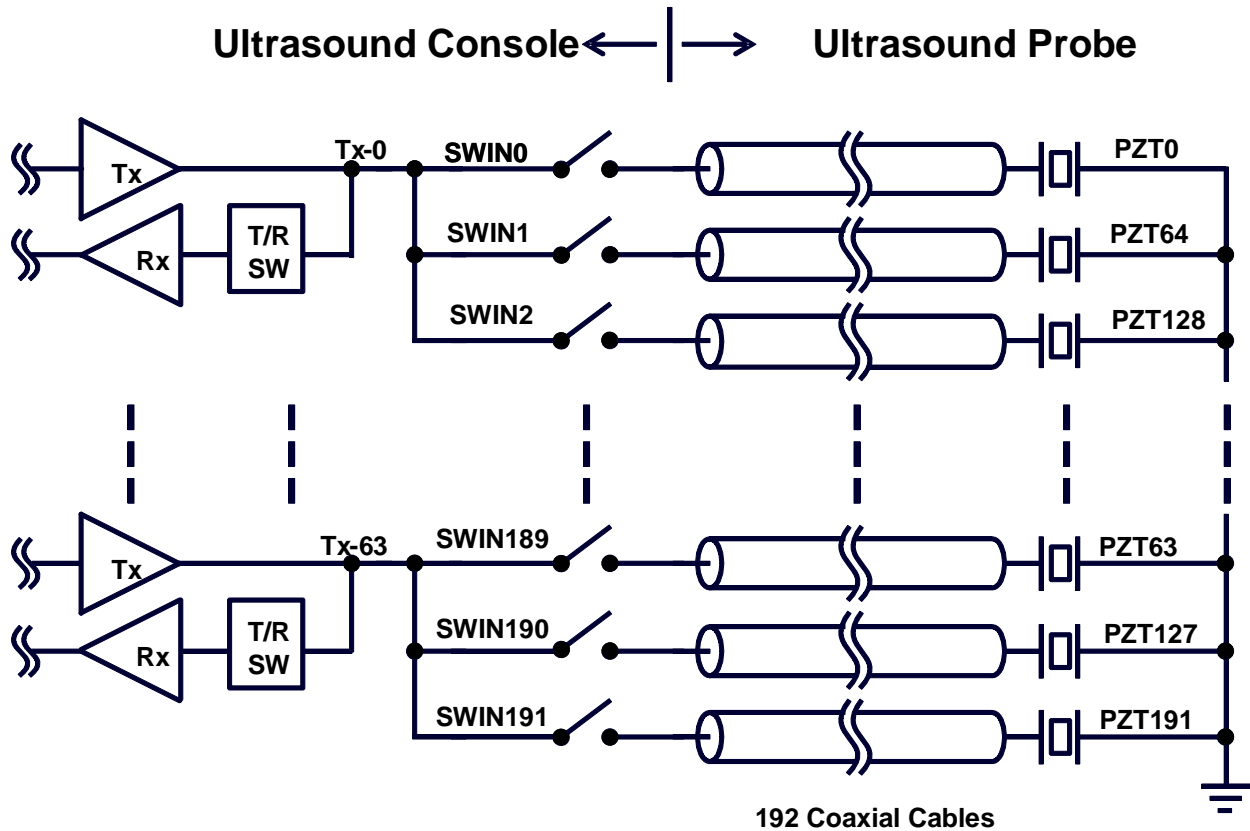 Ultrasound Console
Ultrasound Probe
Tx-0
SWIN0
PZT0
Tx
T/R
SW
Rx
SWIN1
PZT64
SWIN2
PZT128
Tx-63
SWIN189
PZT63
Tx
T/R
SW
Rx
SWIN190
PZT127
SWIN191
PZT191
192 Coaxial Cables